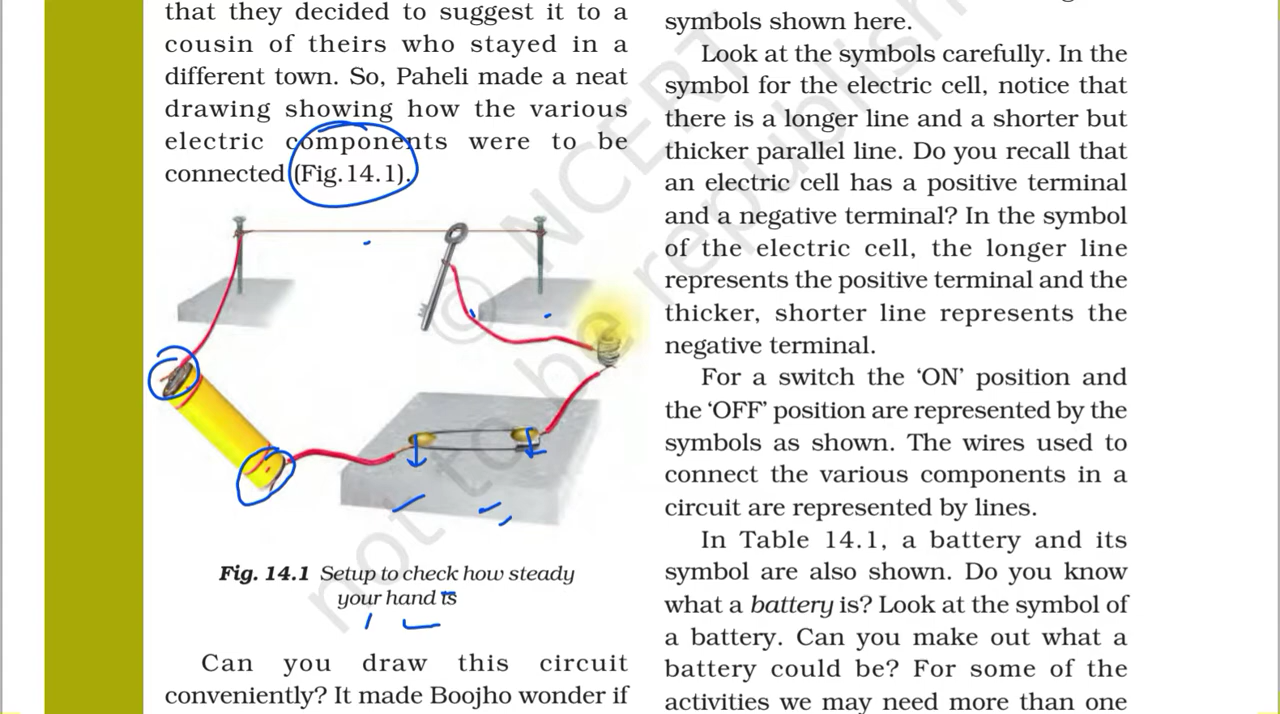 that they decided to suggest it to a
cousin of theirs who stayed in a
different town. So, Paheli made a neat
drawing showing how the various
electric components were to be
connected (Fig.14.1).
Fig. 14.1 Setup to check how steady
your hand is
Can you draw this circuit
conveniently? It made Boojho wonder if
symbols shown here.
Look at the symbols carefully. In the
symbol for the electric cell, notice that
there is a longer line and a shorter but
thicker parallel line. Do you recall that
an electric cell has a positive terminal
and a negative terminal? In the symbol
of the electric cell, the longer line
represents the positive terminal and the
thicker, shorter line represents the
negative terminal.
For a switch the ‘ON’ position and
the ‘OFF’ position are represented by the
symbols as shown. The wires used to
connect the various components in a
circuit are represented by lines.
In Table 14.1, a battery and its
symbol are also shown. Do you know
what a battery is? Look at the symbol of
a battery. Can you make out what a
battery could be? For some of the
activities we may need more than one
© NCERT
not to be republish